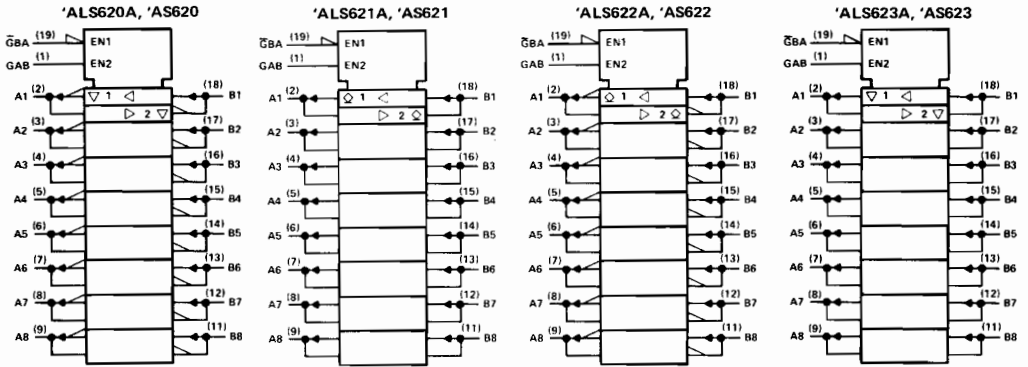 'ALS620A, 'AS620
G̅BA (19) EN1
GAB (1) EN2
A1 (2) ▽ 1 ◁ (18) B1
▷ 2 ▽
A2 (3) (17) B2
A3 (4) (16) B3
A4 (5) (15) B4
A5 (6) (14) B5
A6 (7) (13) B6
A7 (8) (12) B7
A8 (9) (11) B8
'ALS621A, 'AS621
G̅BA (19) EN1
GAB (1) EN2
A1 (2) ◇ 1 ◁ (18) B1
▷ 2 ◇
A2 (3) (17) B2
A3 (4) (16) B3
A4 (5) (15) B4
A5 (6) (14) B5
A6 (7) (13) B6
A7 (8) (12) B7
A8 (9) (11) B8
'ALS622A, 'AS622
G̅BA (19) EN1
GAB (1) EN2
A1 (2) ◇ 1 ◁ (18) B1
▷ 2 ◇
A2 (3) (17) B2
A3 (4) (16) B3
A4 (5) (15) B4
A5 (6) (14) B5
A6 (7) (13) B6
A7 (8) (12) B7
A8 (9) (11) B8
'ALS623A, 'AS623
G̅BA (19) EN1
GAB (1) EN2
A1 (2) ▽ 1 ◁ (18) B1
▷ 2 ▽
A2 (3) (17) B2
A3 (4) (16) B3
A4 (5) (15) B4
A5 (6) (14) B5
A6 (7) (13) B6
A7 (8) (12) B7
A8 (9) (11) B8